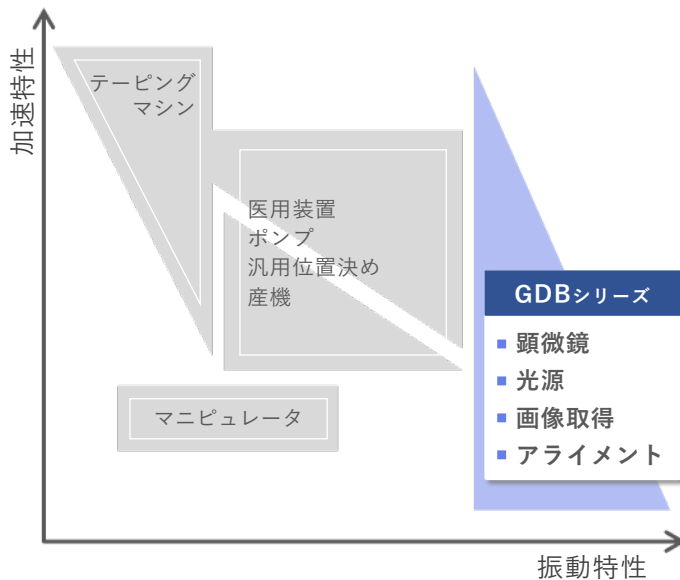 加速特性
テーピング
マシン
医用装置
ポンプ
汎用位置決め
産機
マニピュレータ
GDBシリーズ
顕微鏡
光源
画像取得
アライメント
振動特性